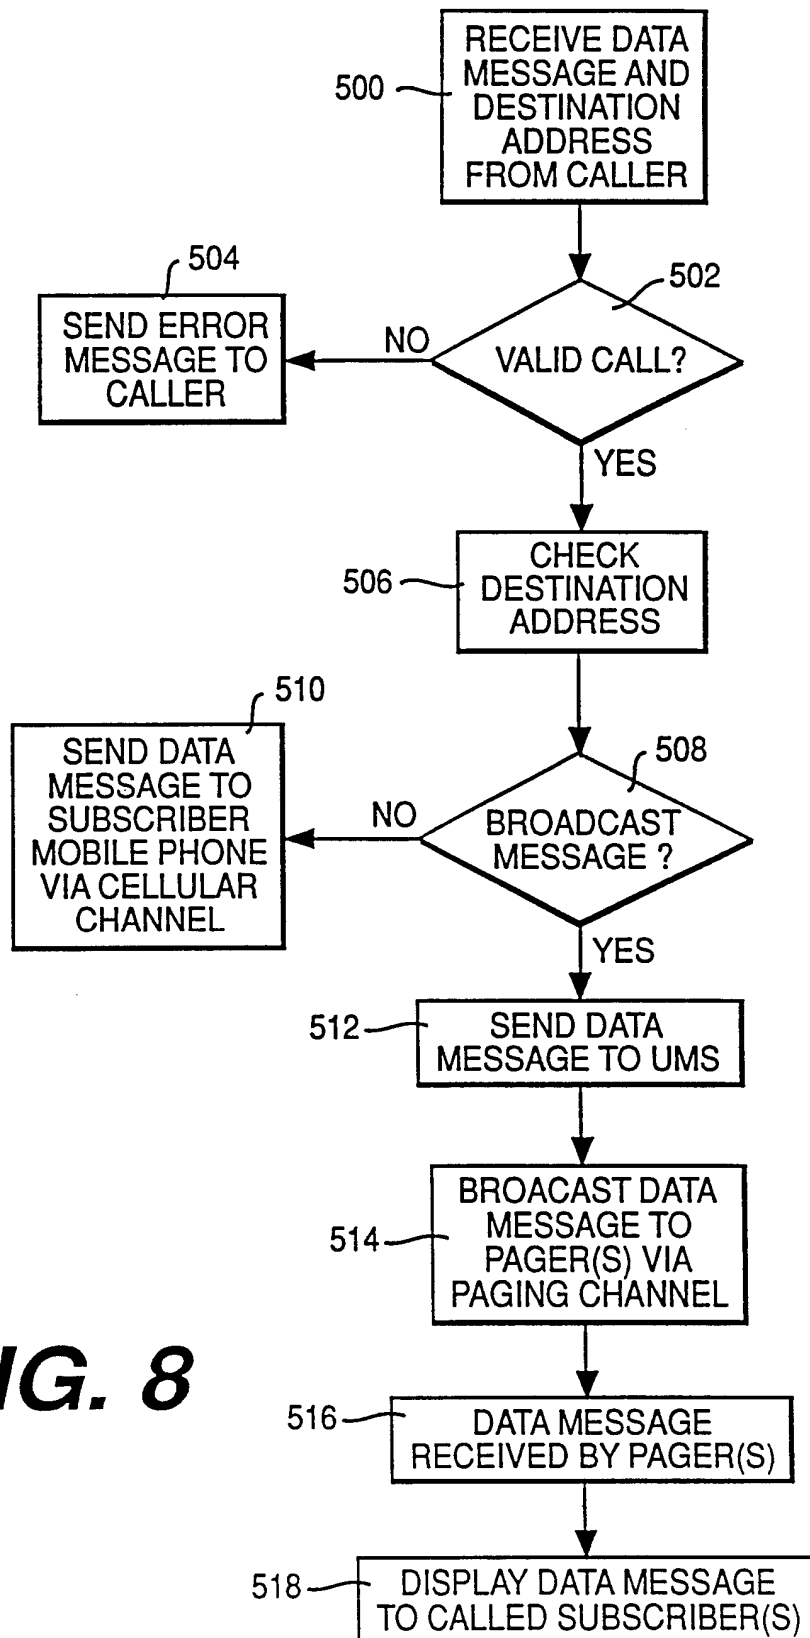 RECEIVE DATA
MESSAGE AND
DESTINATION
ADDRESS
FROM CALLER
500
502
VALID CALL?
NO
504
SEND ERROR
MESSAGE TO
CALLER
YES
506
CHECK
DESTINATION
ADDRESS
508
BROADCAST
MESSAGE ?
NO
510
SEND DATA
MESSAGE TO
SUBSCRIBER
MOBILE PHONE
VIA CELLULAR
CHANNEL
YES
512
SEND DATA
MESSAGE TO UMS
514
BROACAST DATA
MESSAGE TO
PAGER(S) VIA
PAGING CHANNEL
IG. 8
516
DATA MESSAGE
RECEIVED BY PAGER(S)
518
DISPLAY DATA MESSAGE
TO CALLED SUBSCRIBER(S)